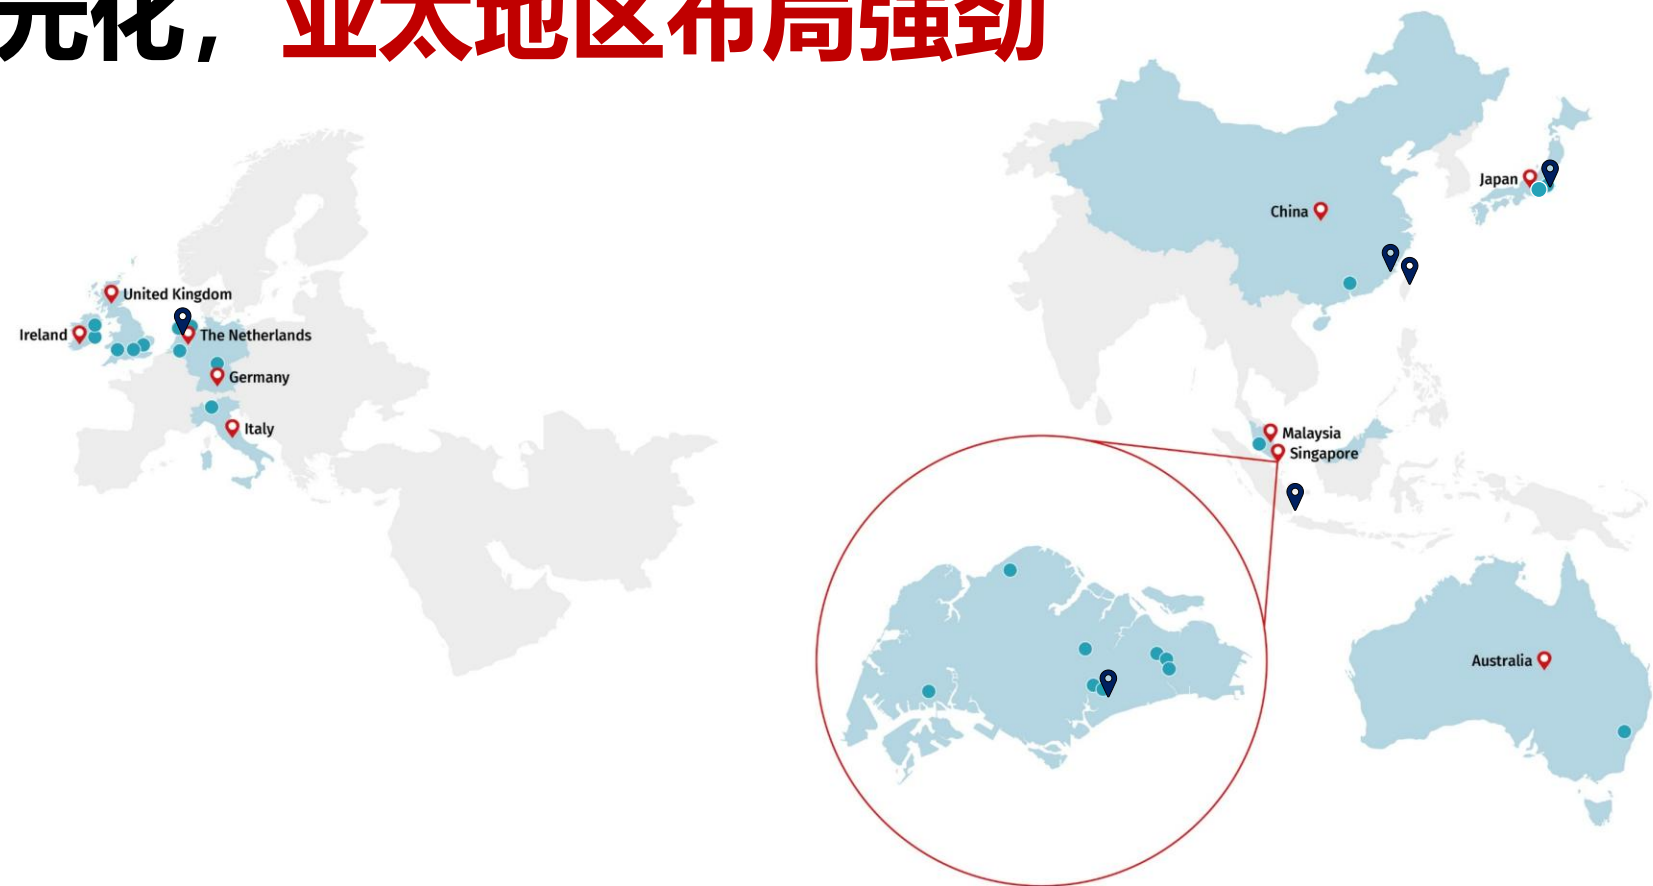 元化，亚太地区布局强劲
Japan
China
United Kingdom
Ireland
The Netherlands
Germany
Italy
Malaysia
Singapore
Australia